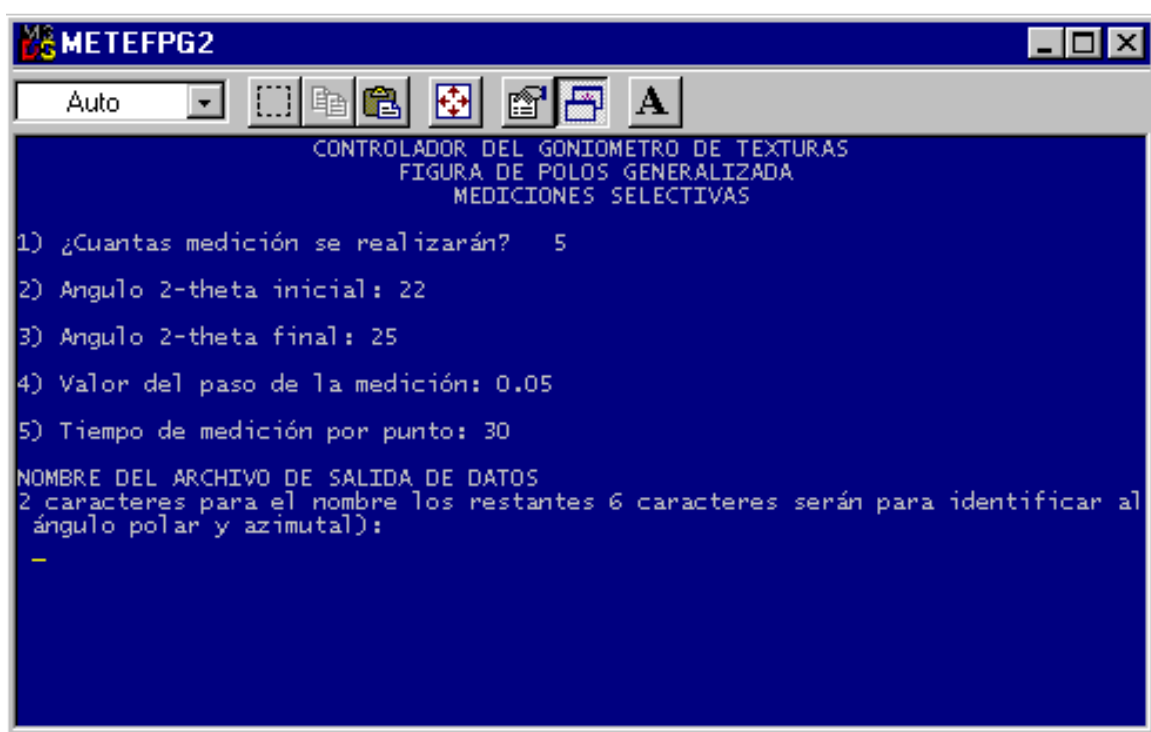 METEFPG2
Auto
A
CONTROLADOR DEL GONIOMETRO DE TEXTURAS
FIGURA DE POLOS GENERALIZADA
MEDICIONES SELECTIVAS
1) ¿Cuantas medición se realizarán? 5
2) Angulo 2-theta inicial: 22
3) Angulo 2-theta final: 25
4) Valor del paso de la medición: 0.05
5) Tiempo de medición por punto: 30
NOMBRE DEL ARCHIVO DE SALIDA DE DATOS
2 caracteres para el nombre los restantes 6 caracteres serán para identificar al
ángulo polar y azimutal):